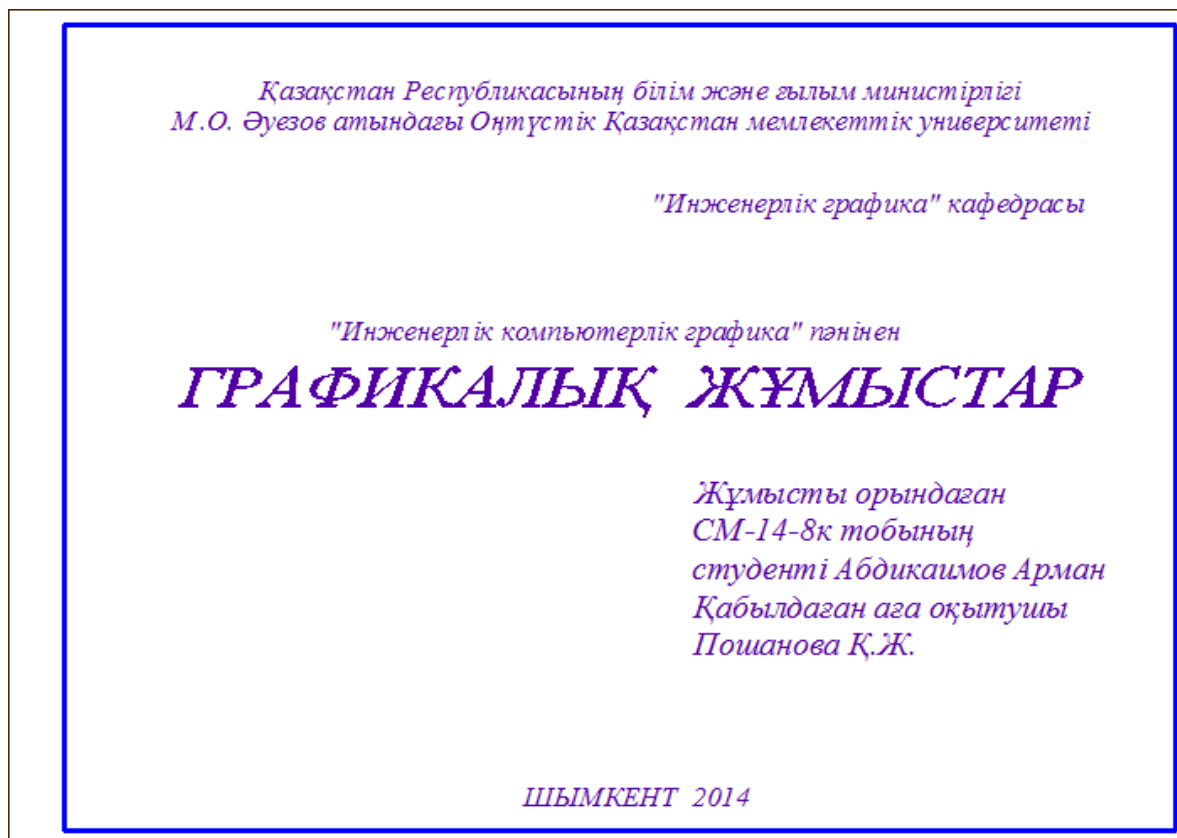 Қазақстан Республикасының білім және ғылым министірлігі
М.О. Әуезов атындағы Оңтүстік Қазақстан мемлекеттік университеті
"Инженерлік графика" кафедрасы
"Инженерлік компьютерлік графика" пәнінен
ГРАФИКАЛЫҚ ЖҰМЫСТАР
Жұмысты орындаған
СМ-14-8к тобының
студенті Абдикаимов Арман
Қабылдаған аға оқытушы
Пошанова Қ.Ж.
ШЫМКЕНТ 2014